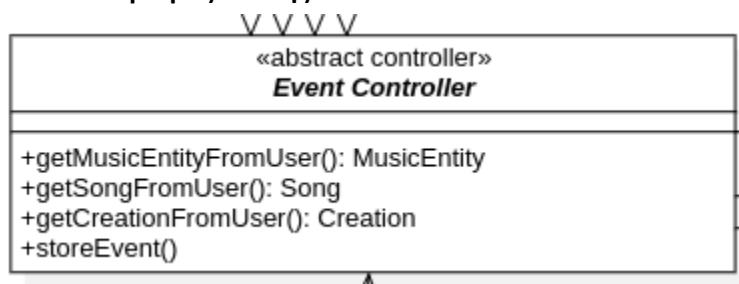 «abstract controller»
Event Controller
+getMusicEntityFromUser(): MusicEntity
+getSongFromUser(): Song
+getCreationFromUser(): Creation
+storeEvent()